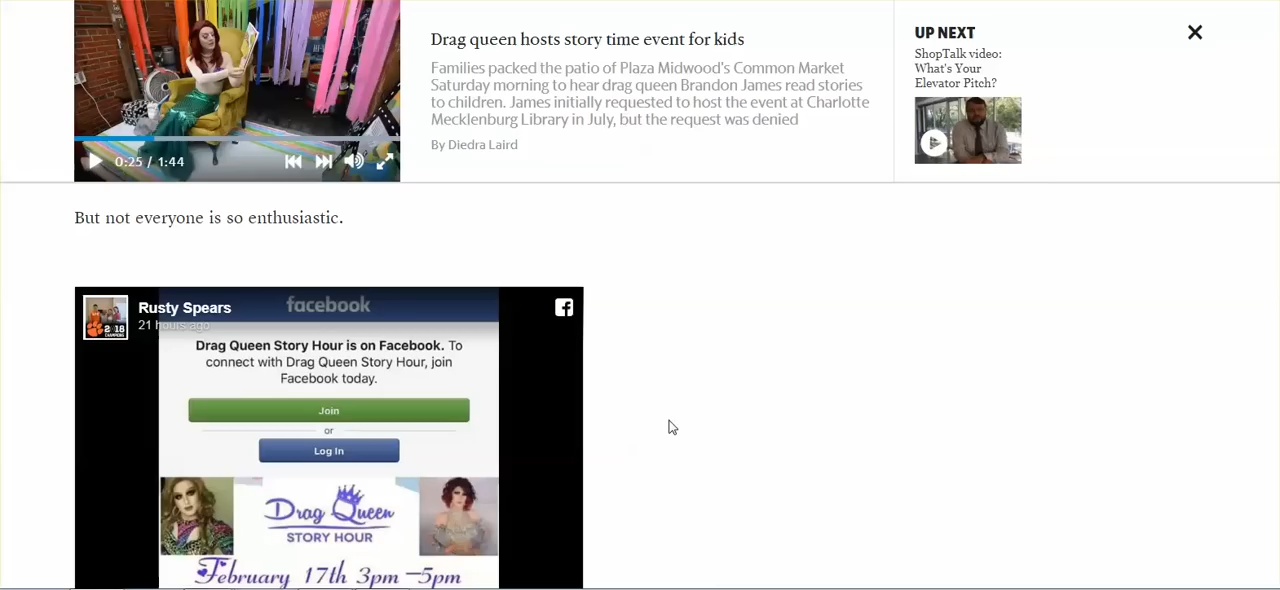 Drag queen hosts story time event for kids
Families packed the patio of Plaza Midwood's Common Market
Saturday morning to hear drag queen Brandon James read stories
to children. James initially requested to host the event at Charlotte
Mecklenburg Library in July, but the request was denied
By Diedra Laird
0:25 / 1:44
UP NEXT
ShopTalk video:
What's Your
Elevator Pitch?
But not everyone is so enthusiastic.
Rusty Spears
21 hours ago
facebook
Drag Queen Story Hour is on Facebook. To
connect with Drag Queen Story Hour, join
Facebook today.
Join
or
Log In
Drag Queen
STORY HOUR
February 17th 3pm-5pm